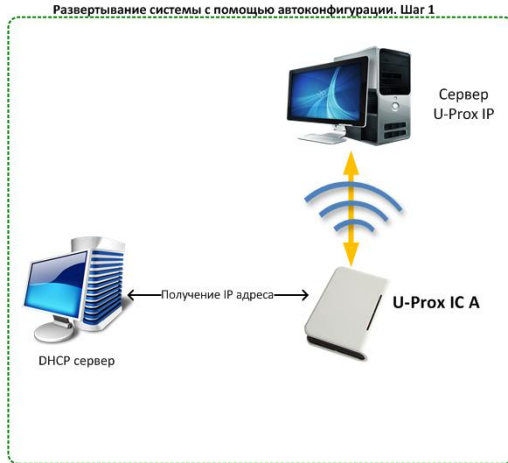 Развертывание системы с помощью автоконфигурации. Шаг 1
Сервер
U-Prox IP
Получение IP адреса
U-Prox IC A
DHCP сервер